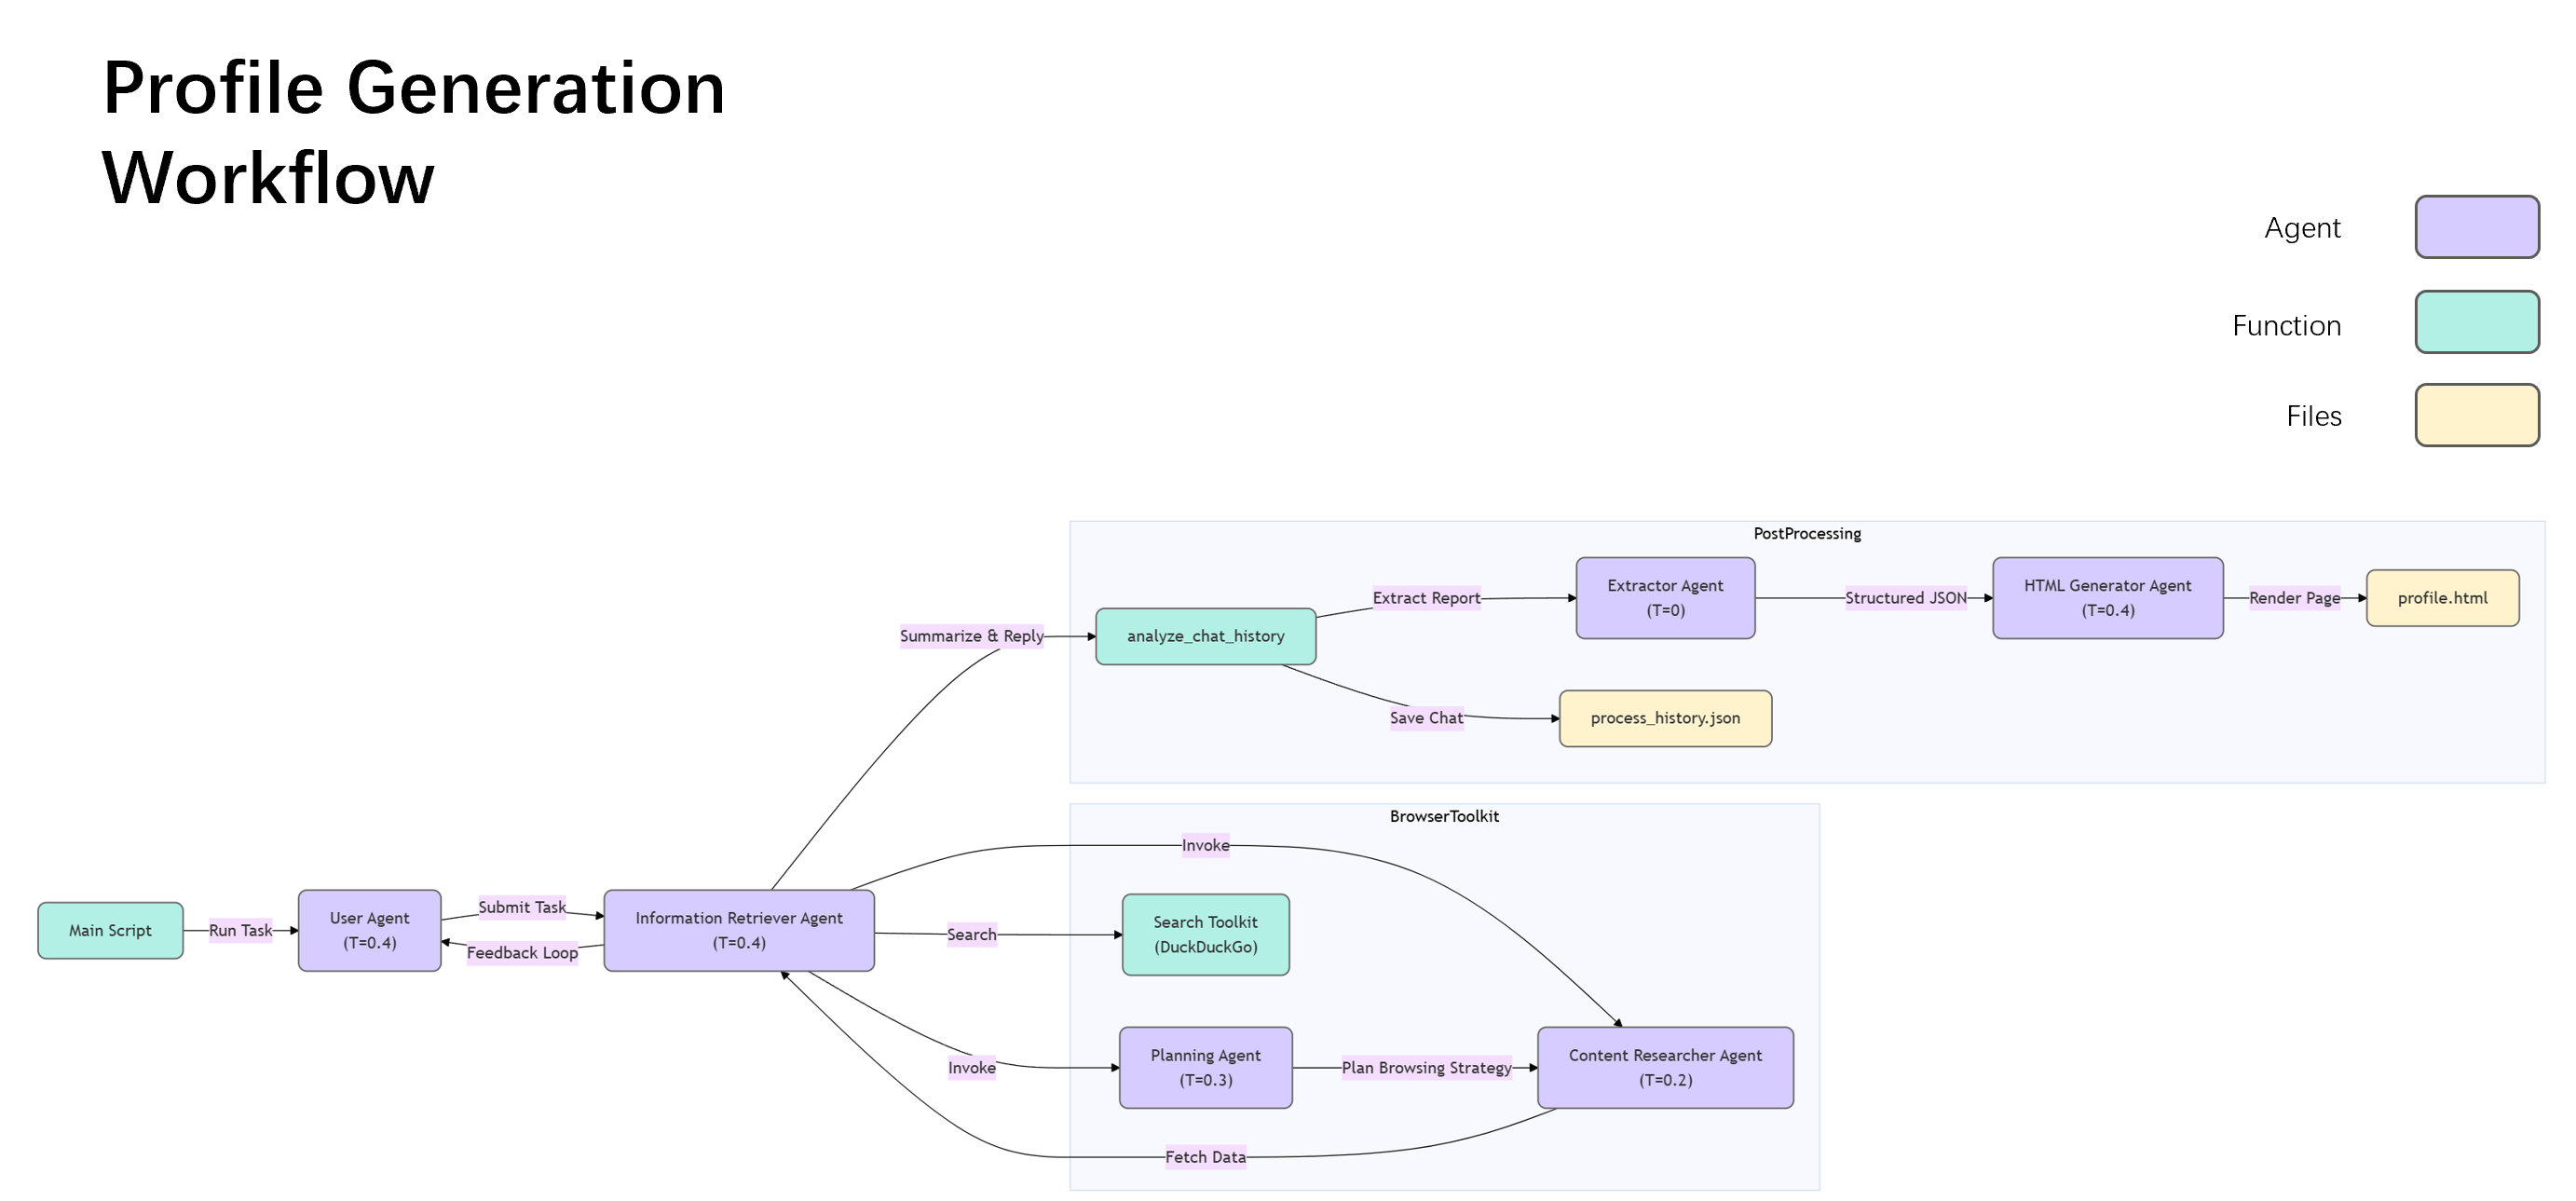 Profile Generation
Workflow
Agent
Function
Files
PostProcessing
Extract Report
Extractor Agent
(T=0)
Structured JSON
HTML Generator Agent
(T=0.4)
Render Page
profile.html
Summarize & Reply
analyze_chat_history
Save Chat
process_history.json
BrowserToolkit
Invoke
Main Script
Run Task
User Agent
(T=0.4)
Submit Task
Feedback Loop
Information Retriever Agent
(T=0.4)
Search
Search Toolkit
(DuckDuckGo)
Invoke
Planning Agent
(T=0.3)
Plan Browsing Strategy
Content Researcher Agent
(T=0.2)
Fetch Data